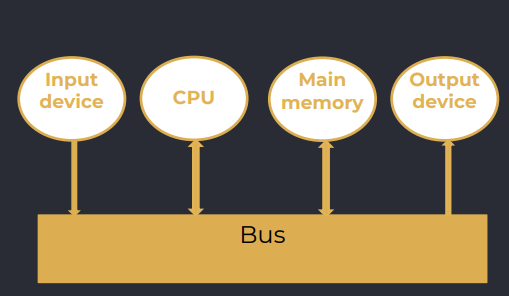 Input
device
CPU
Main
memory
Output
device
Bus